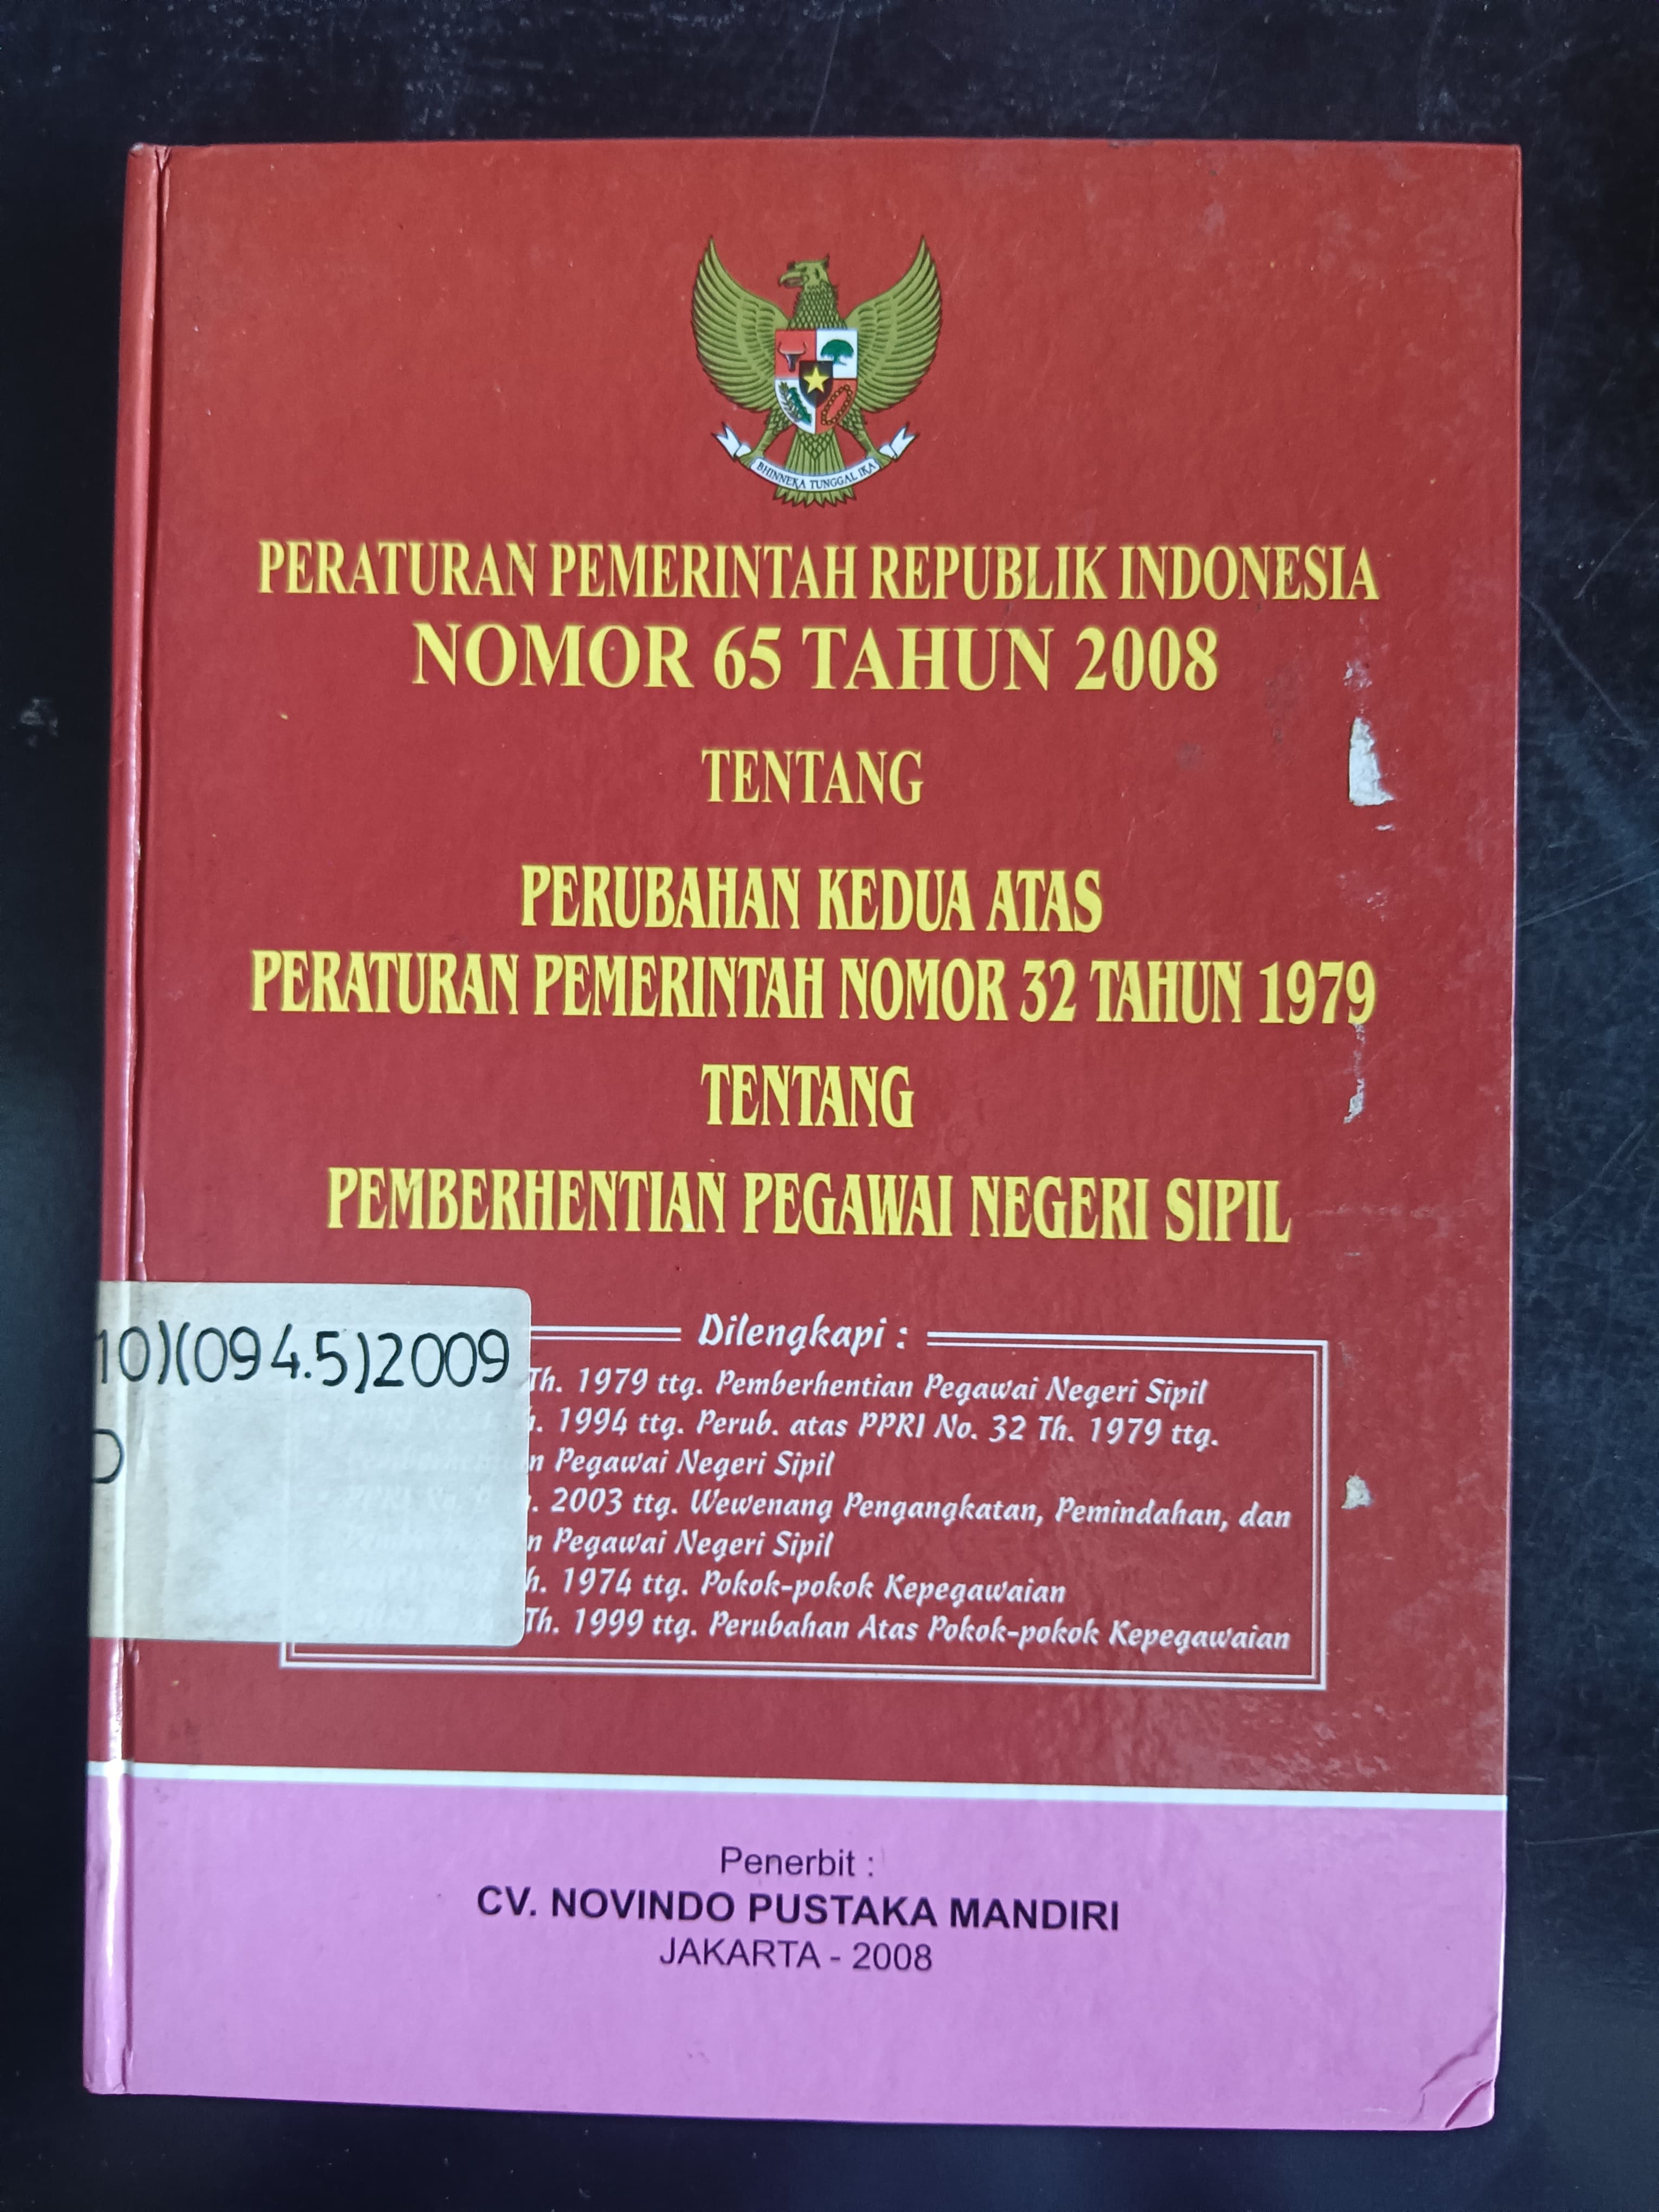 BHINNEKA TUNGGAL IKA
PERATURAN PEMERINTAH REPUBLIK INDONESIA
NOMOR 65 TAHUN 2008
TENTANG
PERUBAHAN KEDUA ATAS
PERATURAN PEMERINTAH NOMOR 32 TAHUN 1979
TENTANG
PEMBERHENTIAN PEGAWAI NEGERI SIPIL
Dilengkapi :
10)(094.5)2009
Th. 1979 ttg. Pemberhentian Pegawai Negeri Sipil
1994 ttg. Perub. atas PPRI No. 32 Th. 1979 ttg.
Pegawai Negeri Sipil
2003 ttg. Wewenang Pengangkatan, Pemindahan, dan
Pegawai Negeri Sipil
1974 ttg. Pokok-pokok Kepegawaian
Th. 1999 ttg. Perubahan Atas Pokok-pokok Kepegawaian
Penerbit :
CV. NOVINDO PUSTAKA MANDIRI
JAKARTA - 2008